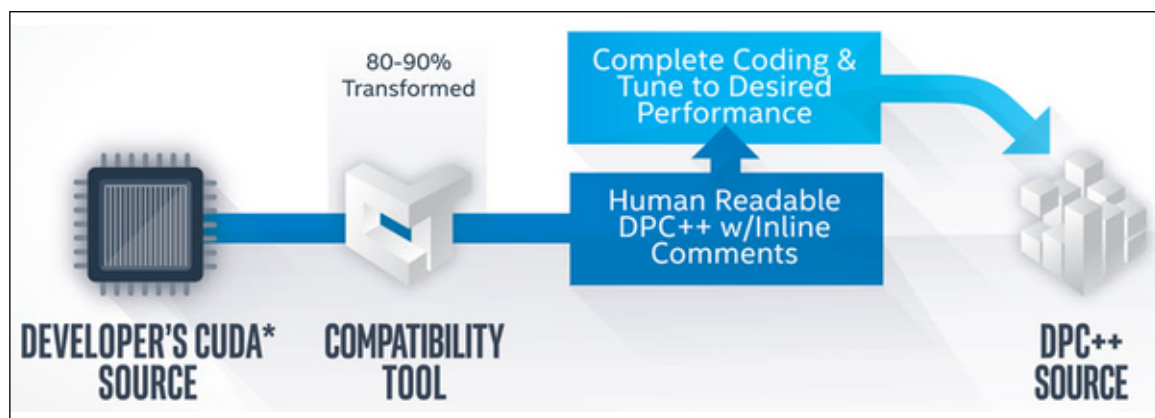 80-90%
Transformed
Complete Coding &
Tune to Desired
Performance
Human Readable
DPC++ w/Inline
Comments
DEVELOPER'S CUDA*
SOURCE
COMPATIBILITY
TOOL
DPC++
SOURCE